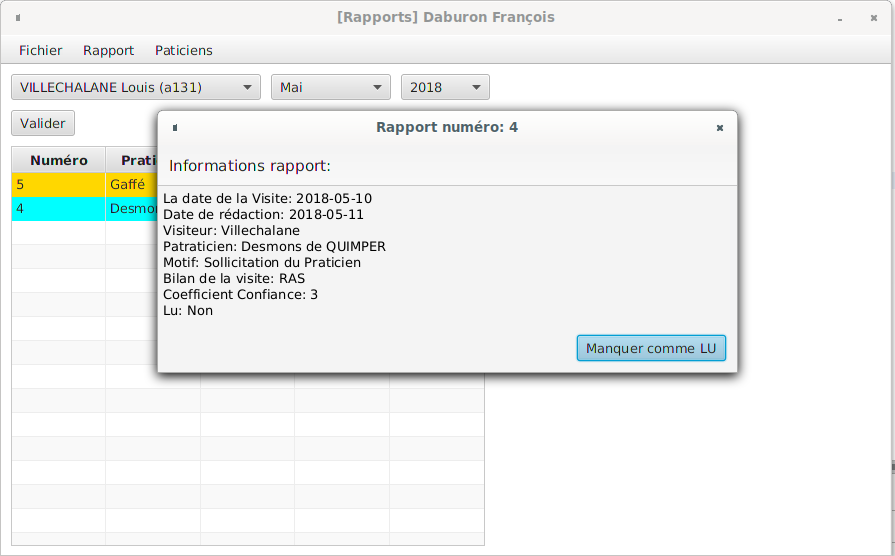 [Rapports] Daburon François
Fichier Rapport Paticiens
VILLECHALANE Louis (a131) Mai 2018
Valider
Rapport numéro: 4
Informations rapport:
La date de la Visite: 2018-05-10
Date de rédaction: 2018-05-11
Visiteur: Villechalane
Patraticien: Desmons de QUIMPER
Motif: Sollicitation du Praticien
Bilan de la visite: RAS
Coefficient Confiance: 3
Lu: Non
Manquer comme LU
Numéro Prati
5 Gaffé
4 Desmo